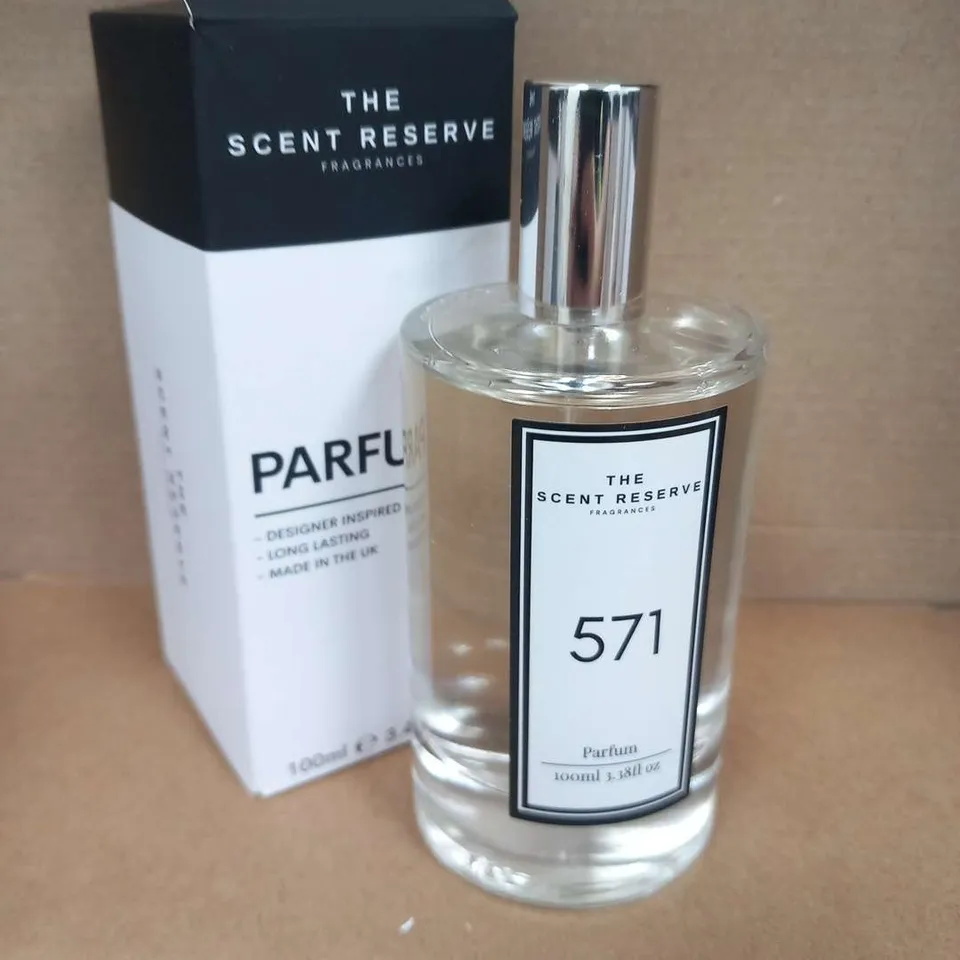 THE
SCENT RESERVE
FRAGRANCES
PARFU
- DESIGNER INSPIRED
- LONG LASTING
- MADE IN THE UK
100ml ℮ 3.
THE
SCENT RESERVE
FRAGRANCES
571
Parfum
100ml 3.38fl oz